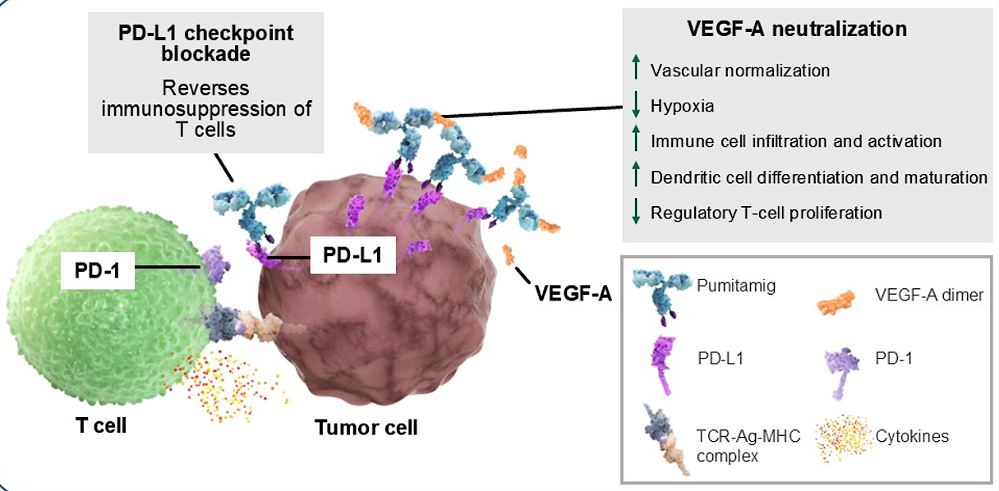 PD-L1 checkpoint
blockade
Reverses
immunosuppression of
T cells
VEGF-A neutralization
↑ Vascular normalization
↓ Hypoxia
↑ Immune cell infiltration and activation
↑ Dendritic cell differentiation and maturation
↓ Regulatory T-cell proliferation
PD-1
PD-L1
VEGF-A
T cell
Tumor cell
Pumitamig
VEGF-A dimer
PD-L1
PD-1
TCR-Ag-MHC
complex
Cytokines